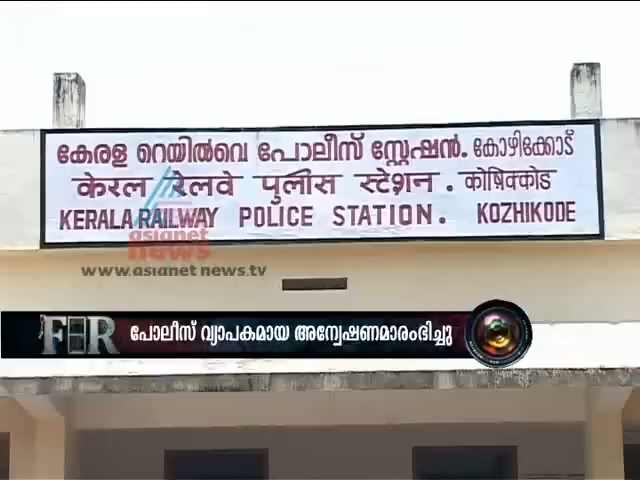 കേരള റെയിൽവെ പോലീസ് സ്റ്റേഷൻ. കോഴിക്കോട്
केरल रेलवे पुलीस स्टेशन. कोषिक्कोड
KERALA RAILWAY POLICE STATION. KOZHIKODE
asianet
news
www.asianetnews.tv
FIR പോലീസ് വ്യാപകമായ അന്വേഷണമാരംഭിച്ചു